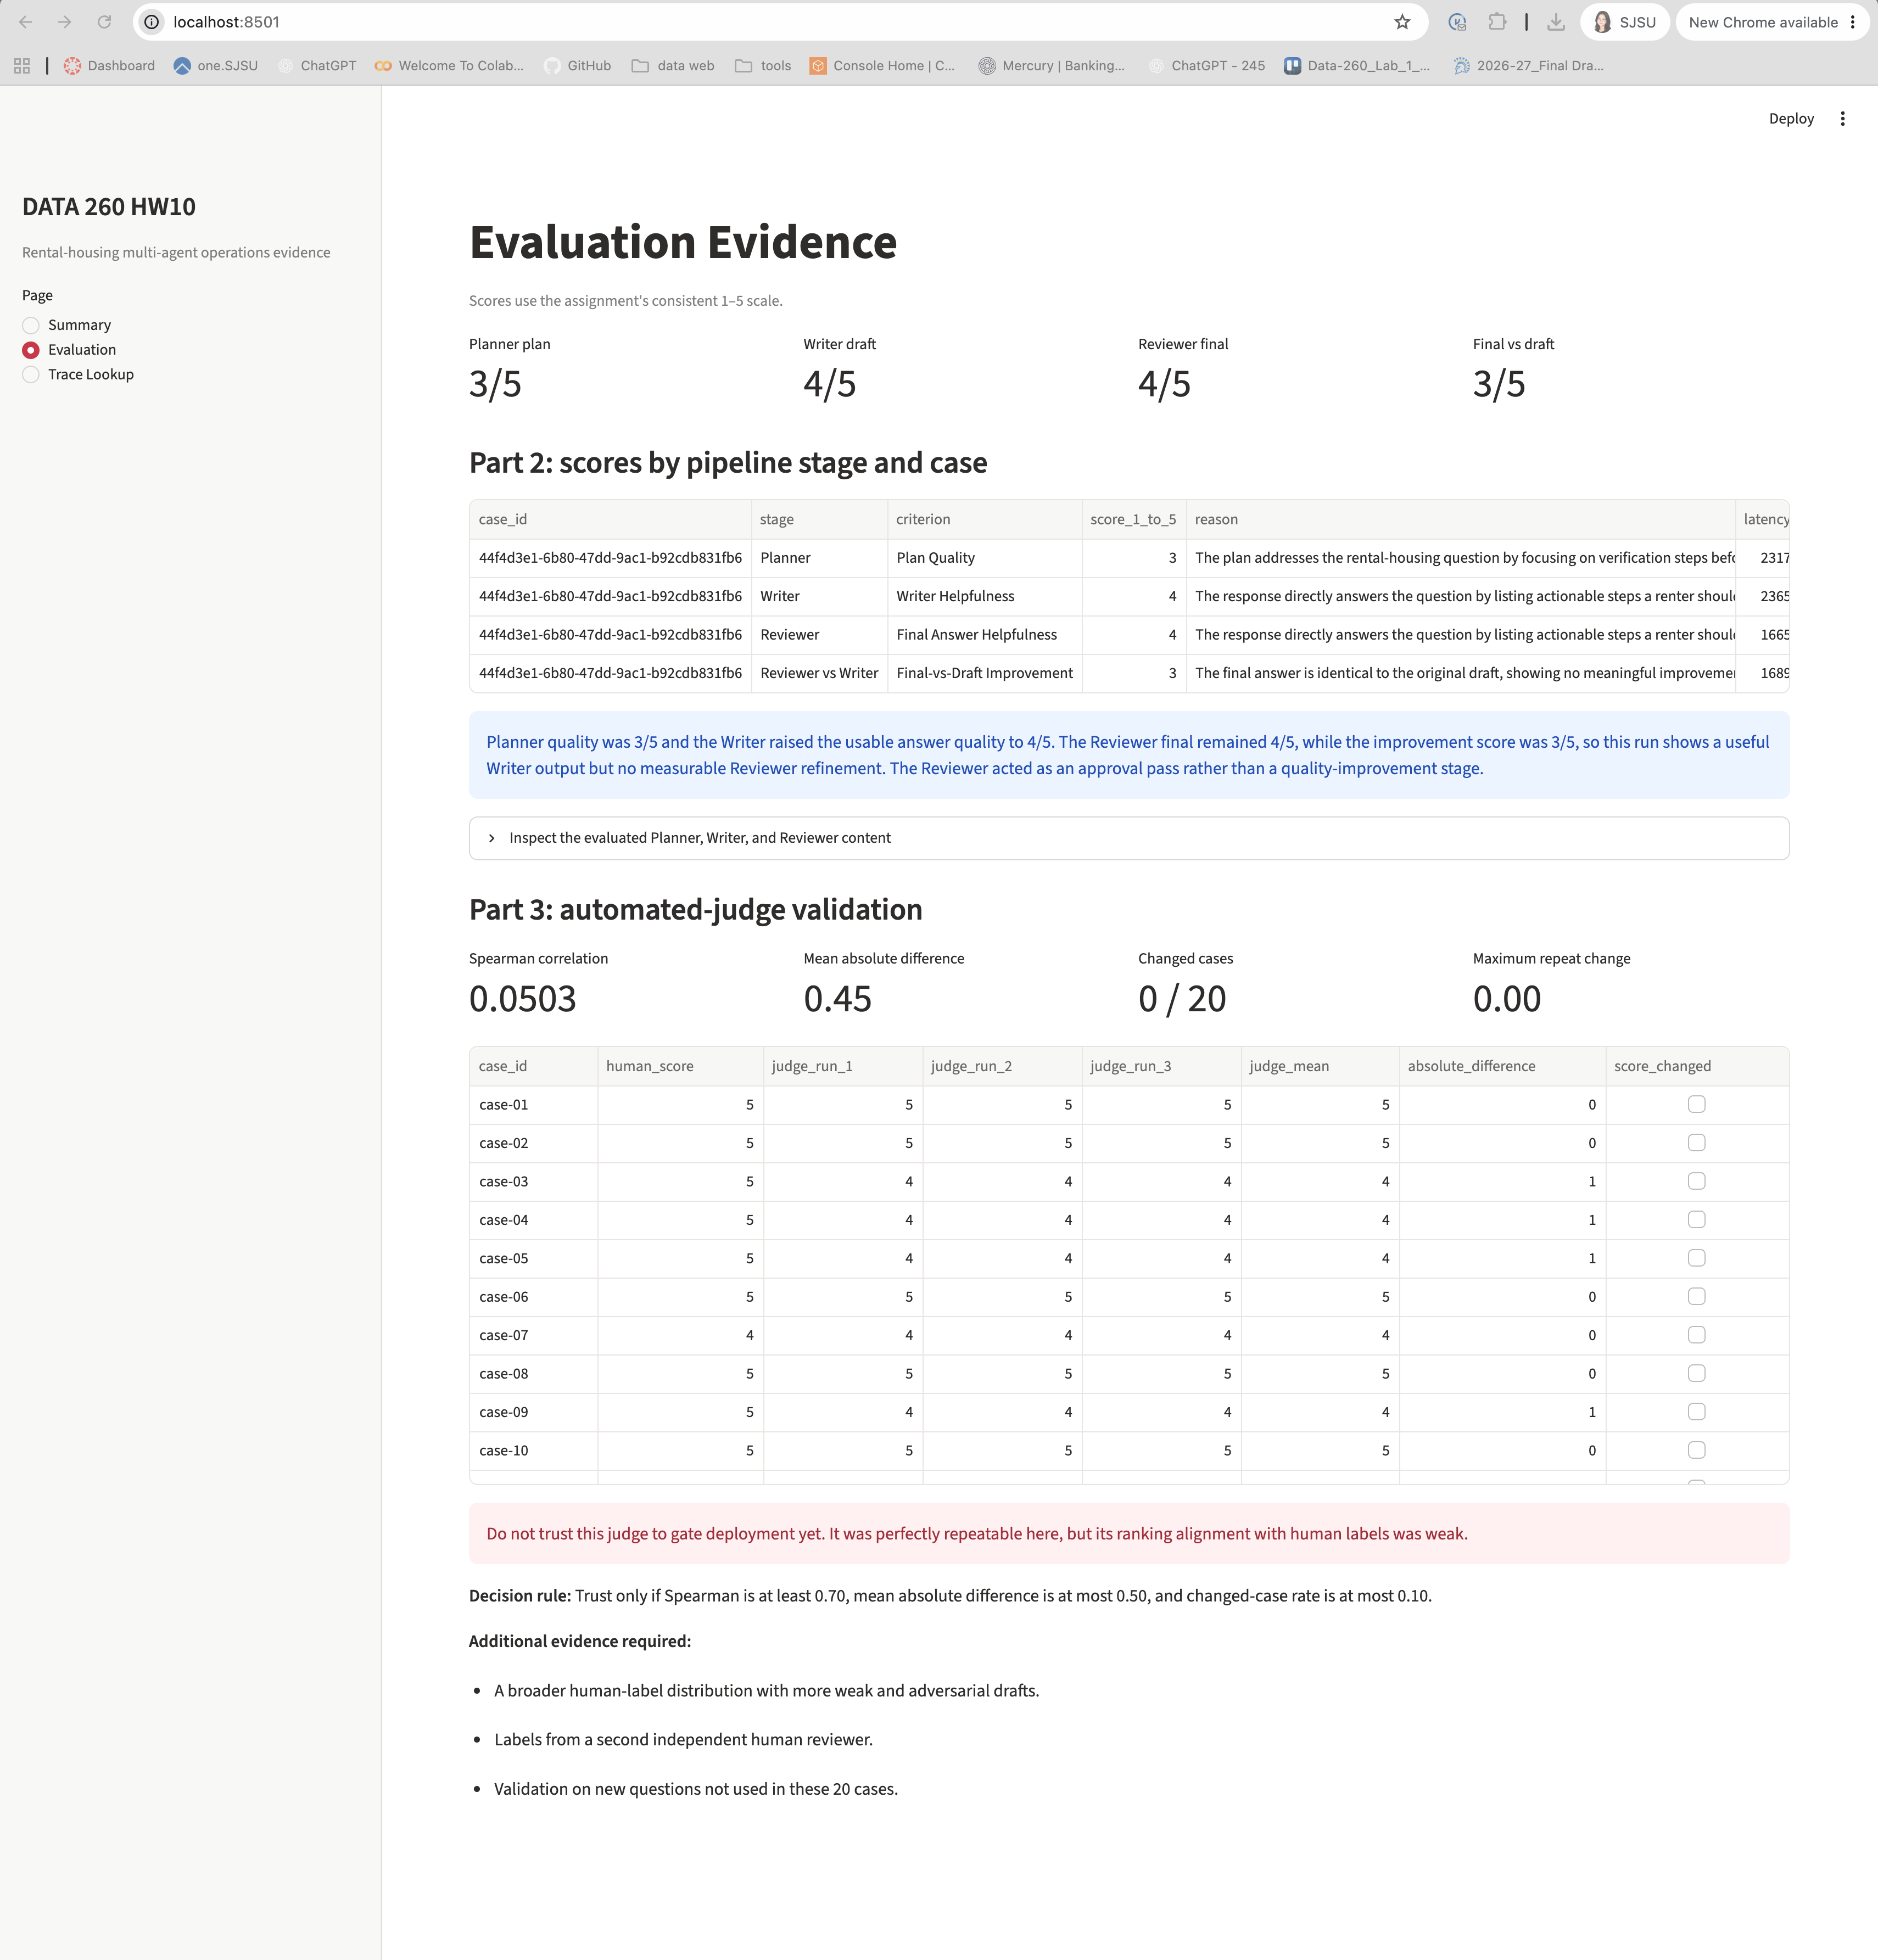 localhost:8501
SJSU
New Chrome available
Dashboard
one.SJSU
ChatGPT
Welcome To Colab...
GitHub
data web
tools
Console Home | C...
Mercury | Banking...
ChatGPT - 245
Data-260_Lab_1_...
2026-27_Final Dra...
Deploy
DATA 260 HW10
Rental-housing multi-agent operations evidence
Page
Summary
Evaluation
Trace Lookup
Evaluation Evidence
Scores use the assignment's consistent 1–5 scale.
Planner plan Writer draft Reviewer final Final vs draft
3/5 4/5 4/5 3/5
Part 2: scores by pipeline stage and case
case_id stage criterion score_1_to_5 reason latency
44f4d3e1-6b80-47dd-9ac1-b92cdb831fb6 Planner Plan Quality 3 The plan addresses the rental-housing question by focusing on verification steps befo 2317
44f4d3e1-6b80-47dd-9ac1-b92cdb831fb6 Writer Writer Helpfulness 4 The response directly answers the question by listing actionable steps a renter shoul 2365
44f4d3e1-6b80-47dd-9ac1-b92cdb831fb6 Reviewer Final Answer Helpfulness 4 The response directly answers the question by listing actionable steps a renter shoul 1665
44f4d3e1-6b80-47dd-9ac1-b92cdb831fb6 Reviewer vs Writer Final-vs-Draft Improvement 3 The final answer is identical to the original draft, showing no meaningful improveme 1689
Planner quality was 3/5 and the Writer raised the usable answer quality to 4/5. The Reviewer final remained 4/5, while the improvement score was 3/5, so this run shows a useful
Writer output but no measurable Reviewer refinement. The Reviewer acted as an approval pass rather than a quality-improvement stage.
Inspect the evaluated Planner, Writer, and Reviewer content
Part 3: automated-judge validation
Spearman correlation Mean absolute difference Changed cases Maximum repeat change
0.0503 0.45 0 / 20 0.00
case_id human_score judge_run_1 judge_run_2 judge_run_3 judge_mean absolute_difference score_changed
case-01 5 5 5 5 5 0
case-02 5 5 5 5 5 0
case-03 5 4 4 4 4 1
case-04 5 4 4 4 4 1
case-05 5 4 4 4 4 1
case-06 5 5 5 5 5 0
case-07 4 4 4 4 4 0
case-08 5 5 5 5 5 0
case-09 5 4 4 4 4 1
case-10 5 5 5 5 5 0
Do not trust this judge to gate deployment yet. It was perfectly repeatable here, but its ranking alignment with human labels was weak.
Decision rule: Trust only if Spearman is at least 0.70, mean absolute difference is at most 0.50, and changed-case rate is at most 0.10.
Additional evidence required:
• A broader human-label distribution with more weak and adversarial drafts.
• Labels from a second independent human reviewer.
• Validation on new questions not used in these 20 cases.